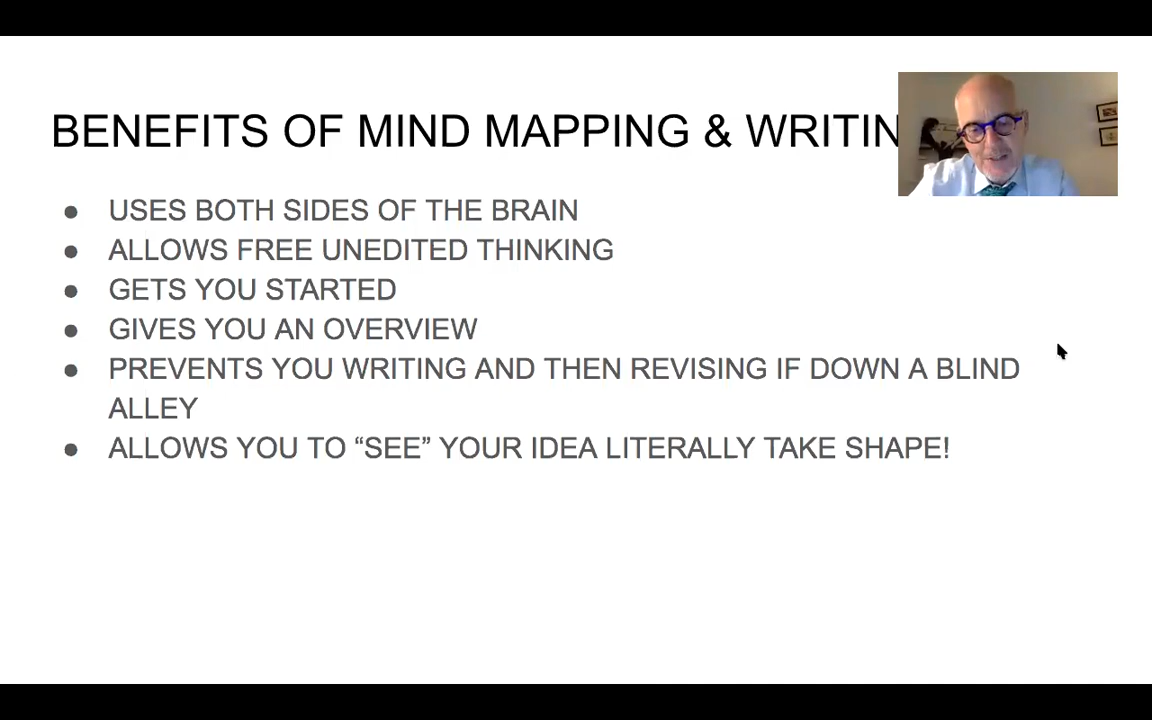 BENEFITS OF MIND MAPPING & WRITIN
● USES BOTH SIDES OF THE BRAIN
● ALLOWS FREE UNEDITED THINKING
● GETS YOU STARTED
● GIVES YOU AN OVERVIEW
● PREVENTS YOU WRITING AND THEN REVISING IF DOWN A BLIND
ALLEY
● ALLOWS YOU TO “SEE” YOUR IDEA LITERALLY TAKE SHAPE!